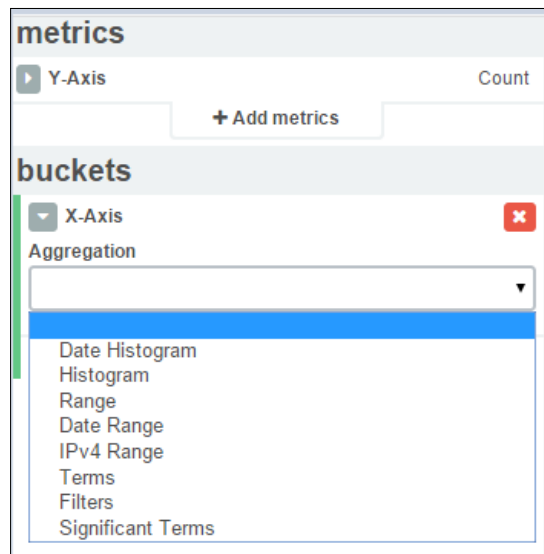 metrics
Y-Axis Count
+ Add metrics
buckets
X-Axis
Aggregation
Date Histogram
Histogram
Range
Date Range
IPv4 Range
Terms
Filters
Significant Terms